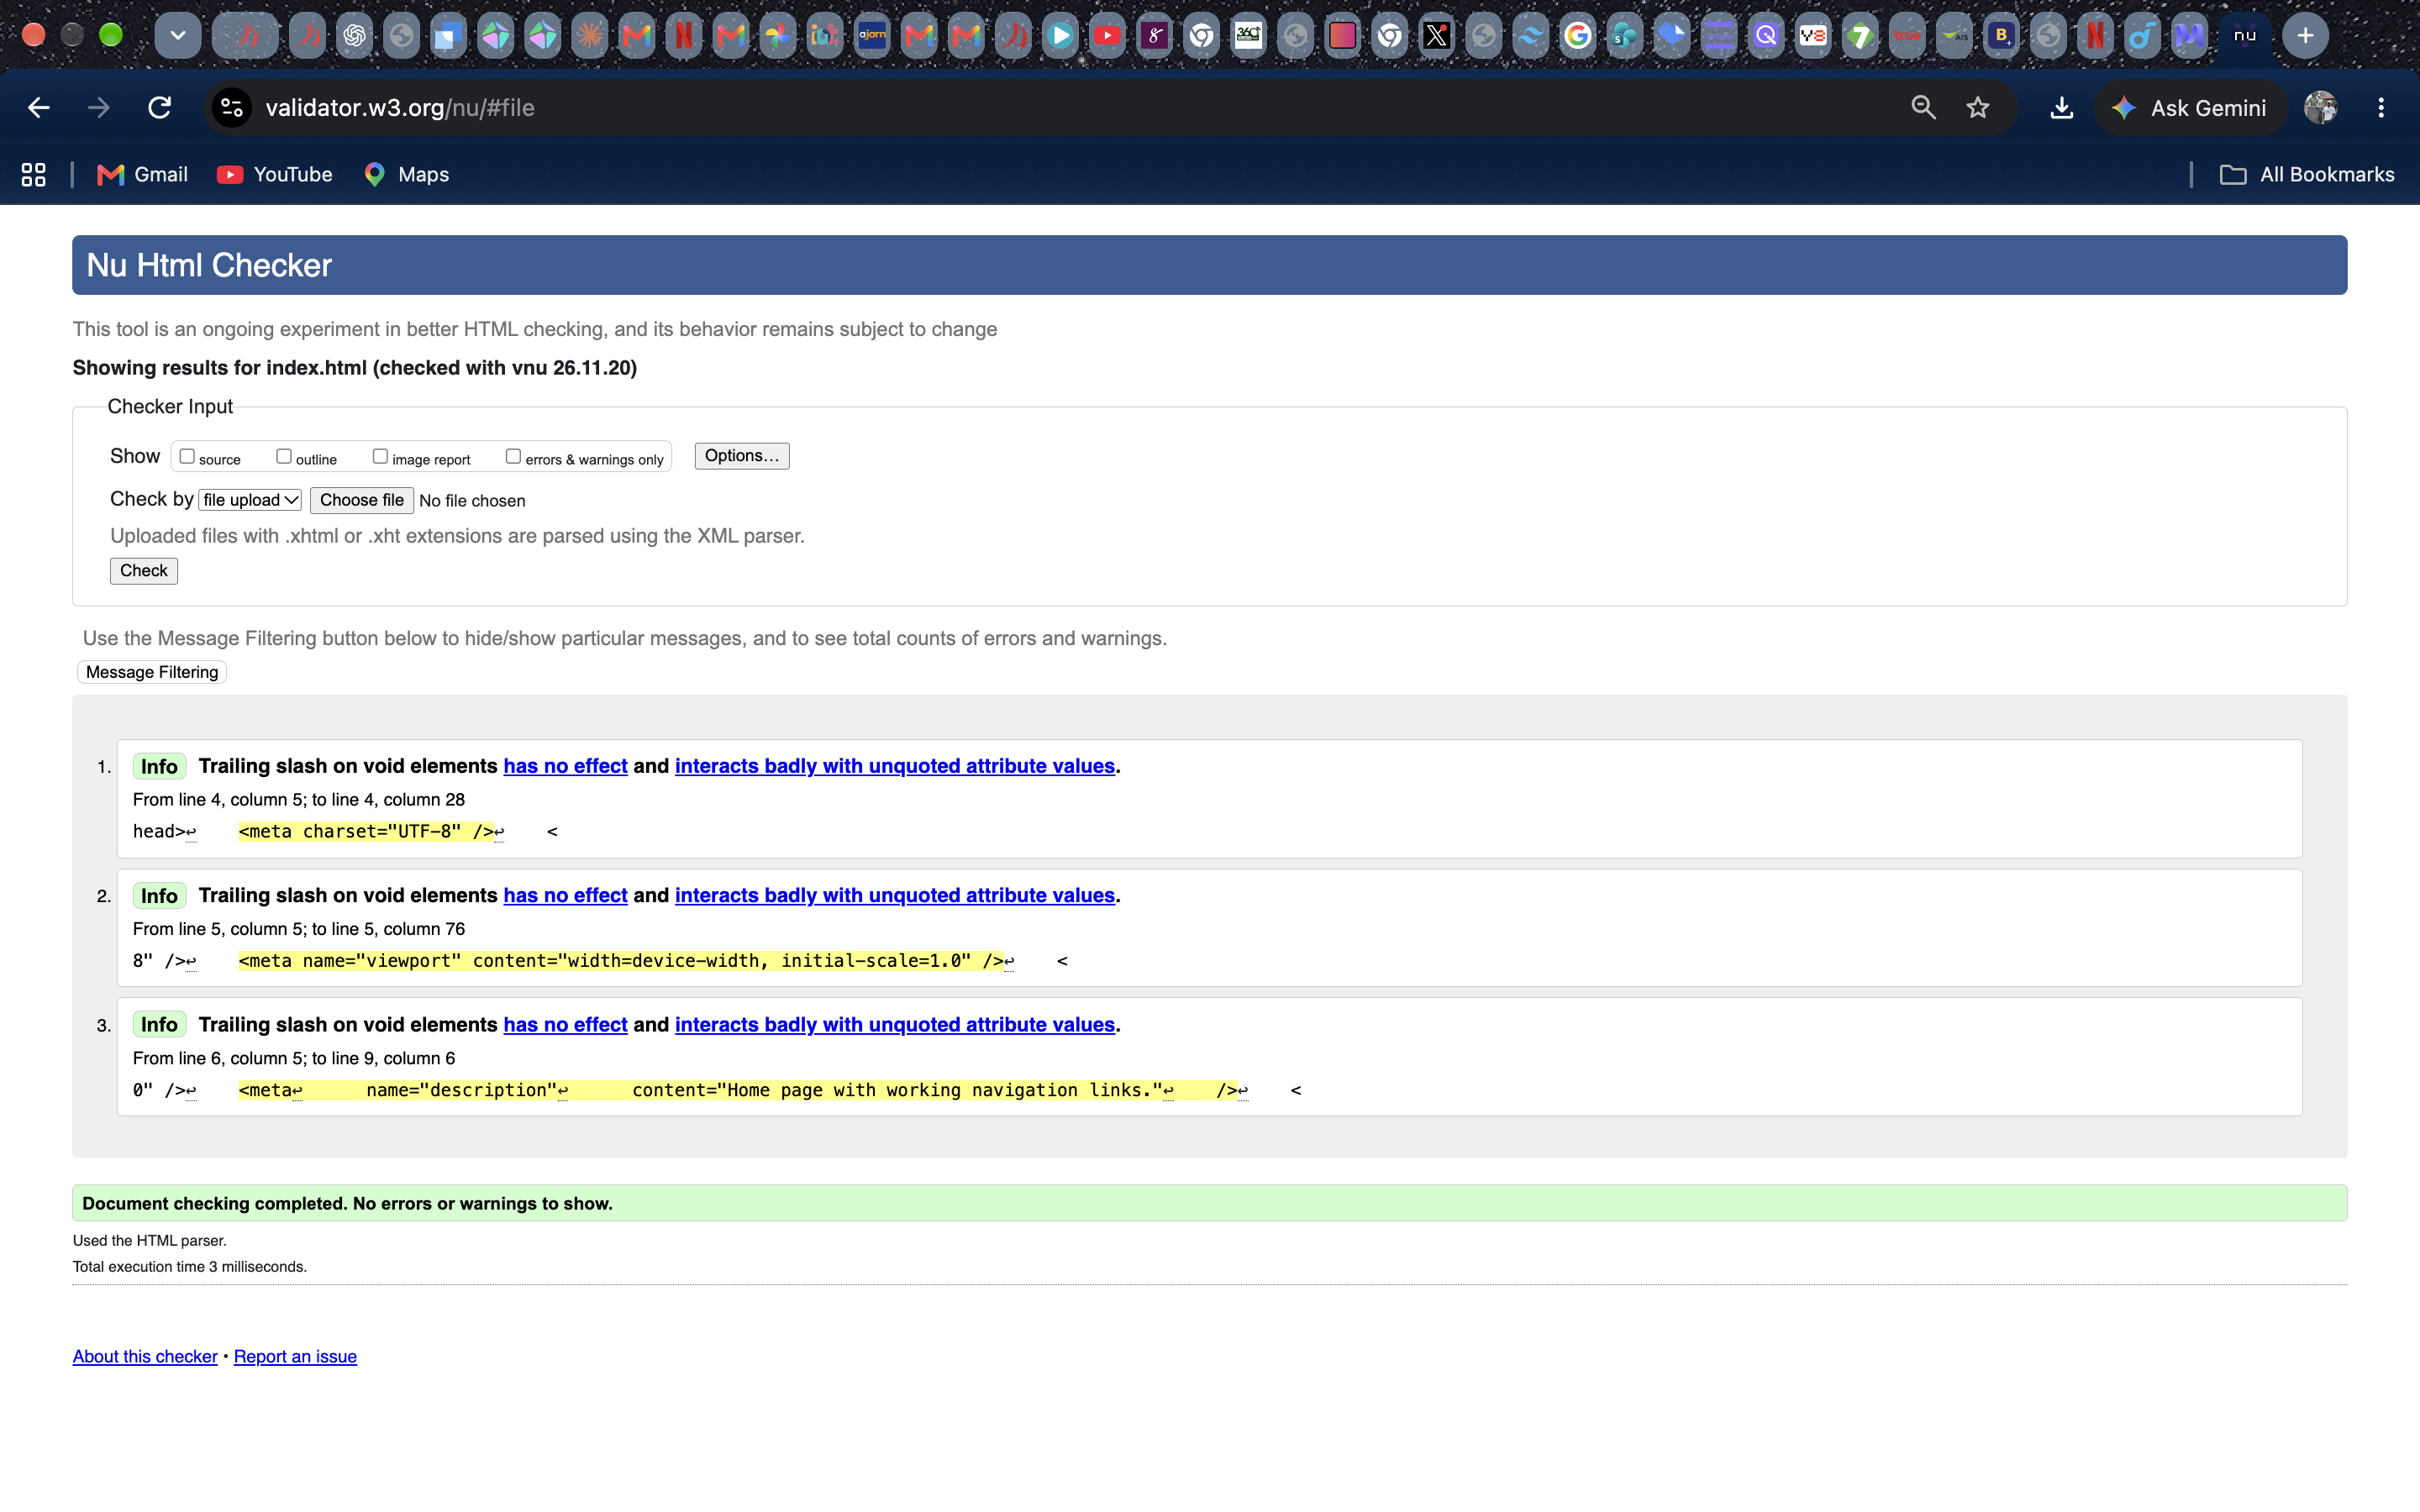 ajarn
360°
true
AIS
B+
nu
validator.w3.org/nu/#file
Ask Gemini
Gmail
YouTube
Maps
All Bookmarks
Nu Html Checker
This tool is an ongoing experiment in better HTML checking, and its behavior remains subject to change
Showing results for index.html (checked with vnu 26.11.20)
Checker Input
Show source outline image report errors & warnings only Options…
Check by file upload Choose file No file chosen
Uploaded files with .xhtml or .xht extensions are parsed using the XML parser.
Check
Use the Message Filtering button below to hide/show particular messages, and to see total counts of errors and warnings.
Message Filtering
1. Info Trailing slash on void elements has no effect and interacts badly with unquoted attribute values.
From line 4, column 5; to line 4, column 28
head>↩ <meta charset="UTF-8" />↩ <
2. Info Trailing slash on void elements has no effect and interacts badly with unquoted attribute values.
From line 5, column 5; to line 5, column 76
8" />↩ <meta name="viewport" content="width=device-width, initial-scale=1.0" />↩ <
3. Info Trailing slash on void elements has no effect and interacts badly with unquoted attribute values.
From line 6, column 5; to line 9, column 6
0" />↩ <meta↩ name="description"↩ content="Home page with working navigation links."↩ />↩ <
Document checking completed. No errors or warnings to show.
Used the HTML parser.
Total execution time 3 milliseconds.
About this checker • Report an issue